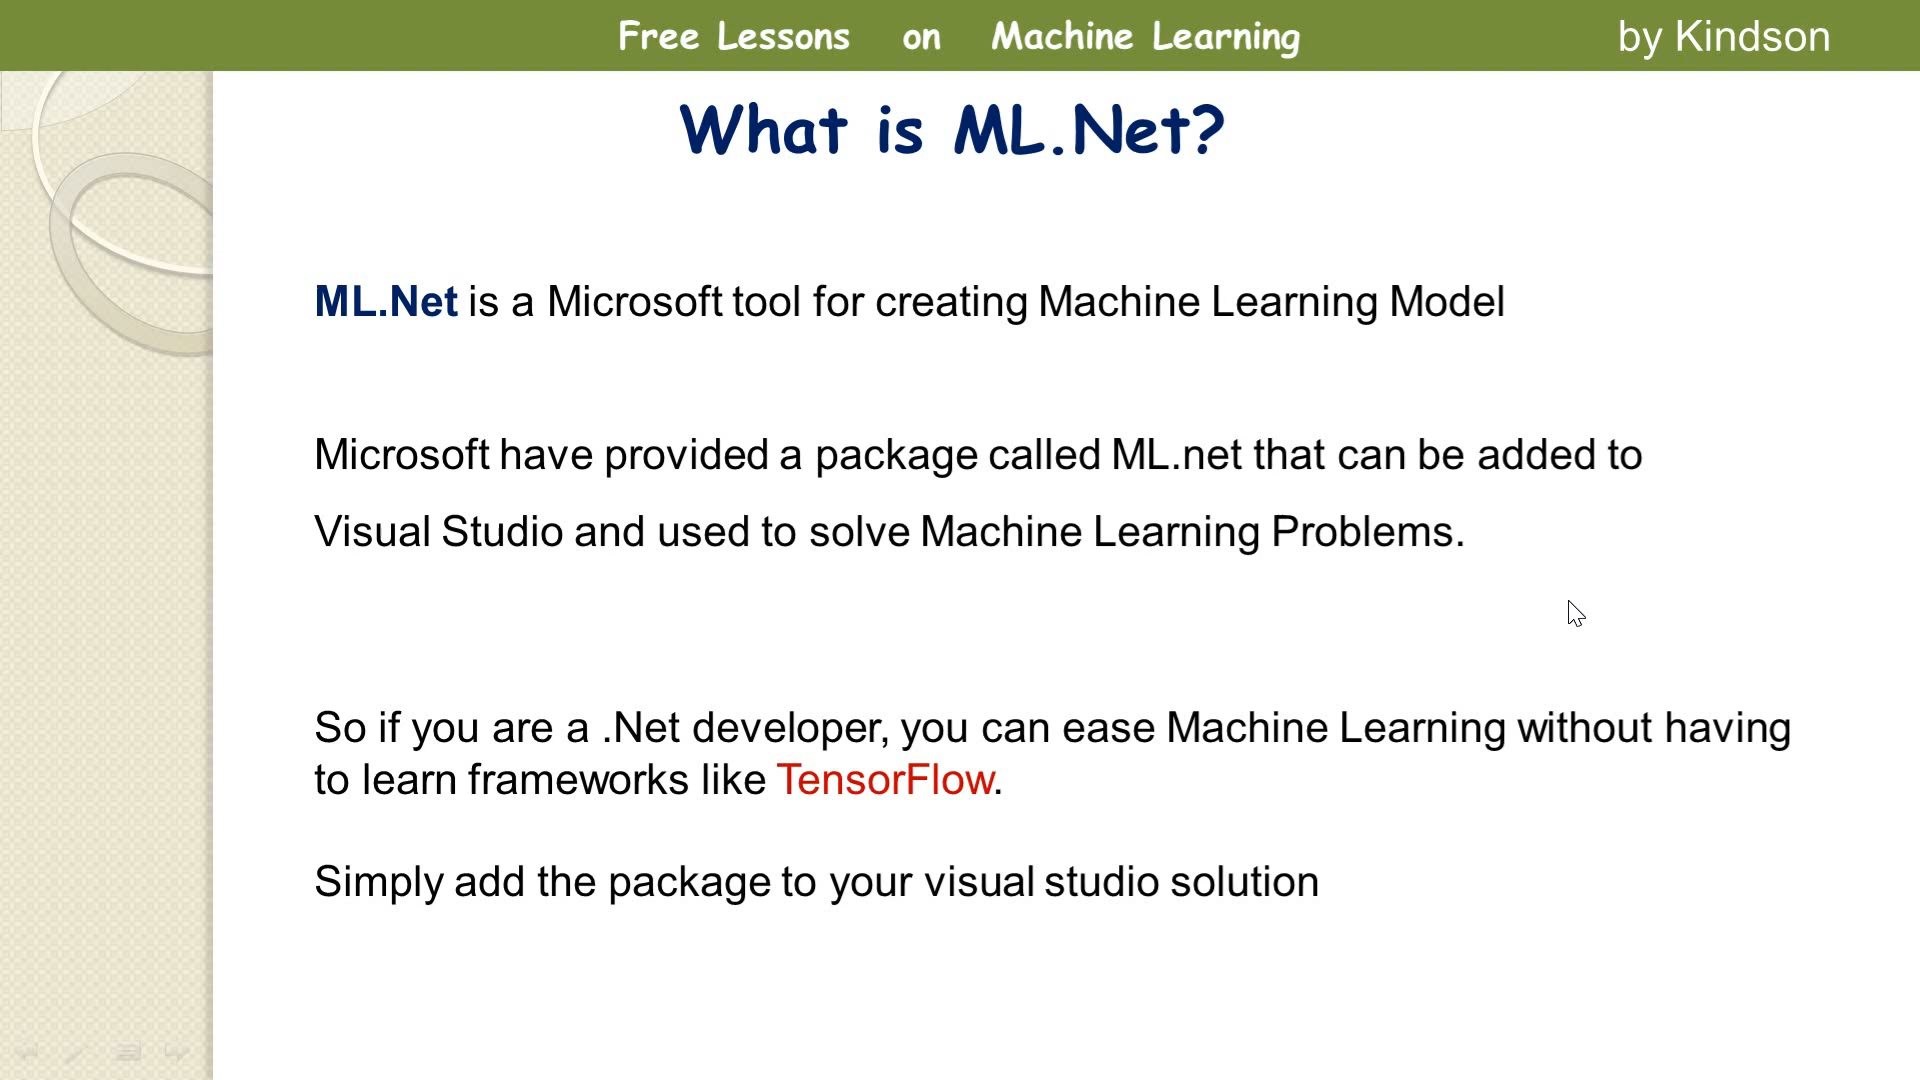 Free Lessons on Machine Learning by Kindson
What is ML.Net?
ML.Net is a Microsoft tool for creating Machine Learning Model
Microsoft have provided a package called ML.net that can be added to
Visual Studio and used to solve Machine Learning Problems.
So if you are a .Net developer, you can ease Machine Learning without having
to learn frameworks like TensorFlow.
Simply add the package to your visual studio solution